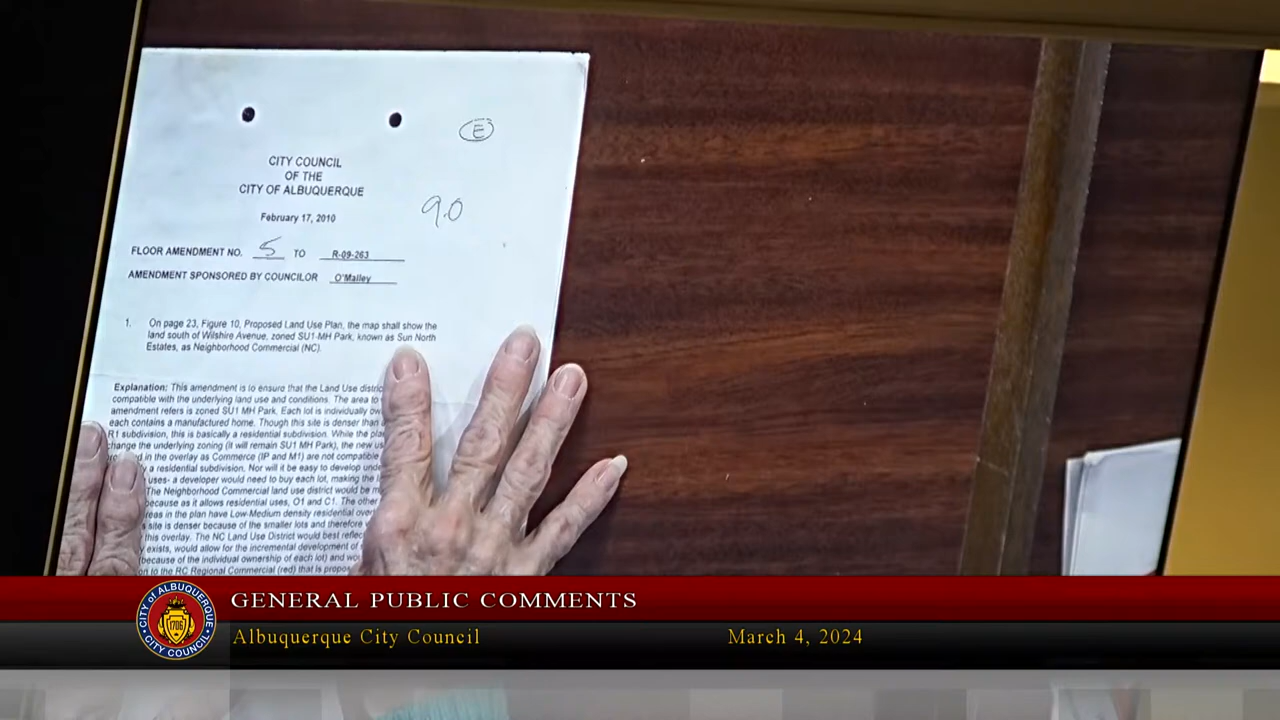 E
CITY COUNCIL
OF THE
CITY OF ALBUQUERQUE
9.0
February 17, 2010
FLOOR AMENDMENT NO. 5 TO R-09-263
AMENDMENT SPONSORED BY COUNCILOR O'Malley
1. On page 23, Figure 10, Proposed Land Use Plan, the map shall show the
land south of Wilshire Avenue, zoned SU1-MH Park, known as Sun North
Estates, as Neighborhood Commercial (NC).
Explanation: This amendment is to ensure that the Land Use
compatible with the underlying land use and conditions. The area to
amendment refers is zoned SU1 MH Park. Each lot is individually
each contains a manufactured home. Though this site is denser than
R1 subdivision, this is basically a residential subdivision. While the
change the underlying zoning (it will remain SU1 MH Park), the new
in the overlay as Commerce (IP and M1) are not compatible
a residential subdivision. Nor will it be easy to develop
uses- a developer would need to buy each lot, making the
The Neighborhood Commercial land use district would be
because as it allows residential uses, O1 and C1. The other
in the plan have Low-Medium density residential
site is denser because of the smaller lots and therefore
this overlay. The NC Land Use District would best
exists, would allow for the incremental development of
(because of the individual ownership of each lot) and
to the RC Regional Commercial (red) that is
GENERAL PUBLIC COMMENTS
CITY OF ALBUQUERQUE
1706
CITY COUNCIL
Albuquerque City Council March 4, 2024